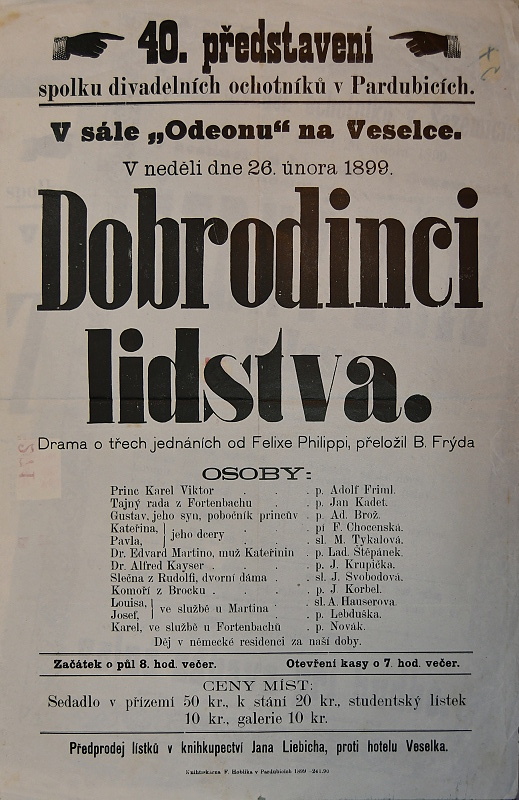 40. představení
spolku divadelních ochotníků v Pardubicích.
V sále „Odeonu“ na Veselce.
V neděli dne 26. února 1899.
Dobrodinci
lidstva.
Drama o třech jednáních od Felixe Philippi, přeložil B. Frýda
OSOBY:
Princ Karel Viktor . . . p. Adolf Friml.
Tajný rada z Fortenbachu . . p. Jan Kadet.
Gustav, jeho syn, pobočník princův . p. Ad. Brož.
Kateřina, } jeho dcery . . . pí F. Chocenská.
Pavla, sl. M. Tykalová.
Dr. Edvard Martino, muž Kateřinin . p. Lad. Štěpánek.
Dr. Alfred Kayser . . . . p. J. Krupička.
Slečna z Rudolfi, dvorní dáma . . sl. J. Svobodová.
Komoří z Brocku . . . . p. J. Korbel.
Louisa, } ve službě u Martina . . sl. A. Hauserova.
Josef, . p. Lebduška.
Karel, ve službě u Fortenbachů . . p. Novák.
Děj v německé residenci za naší doby.
Začátek o půl 8. hod. večer. Otevření kasy o 7. hod. večer.
CENY MÍST:
Sedadlo v přízemí 50 kr., k stání 20 kr., studentský lístek
10 kr., galerie 10 kr.
Předprodej lístků v knihkupectví Jana Liebicha, proti hotelu Veselka.
Knihtiskárna F. Hoblíka v Pardubicích 1899
271